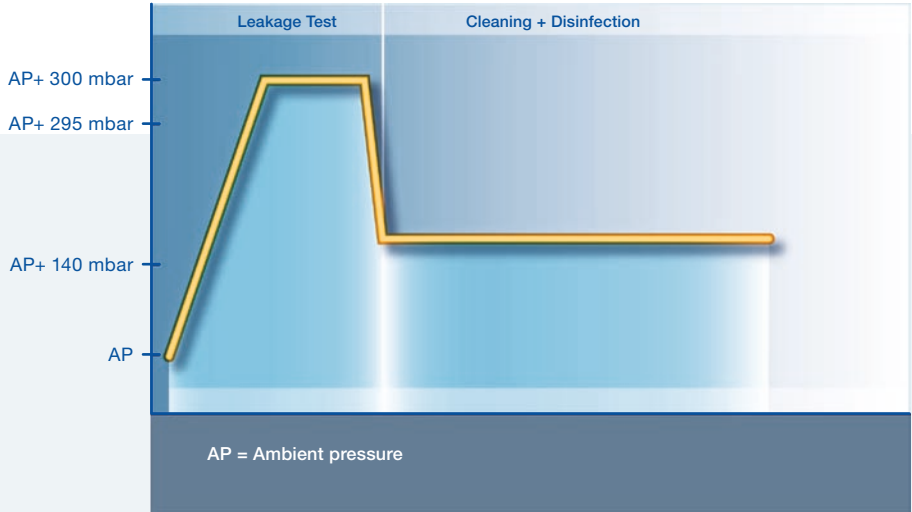 Leakage Test
Cleaning + Disinfection
AP+ 300 mbar
AP+ 295 mbar
AP+ 140 mbar
AP
AP = Ambient pressure